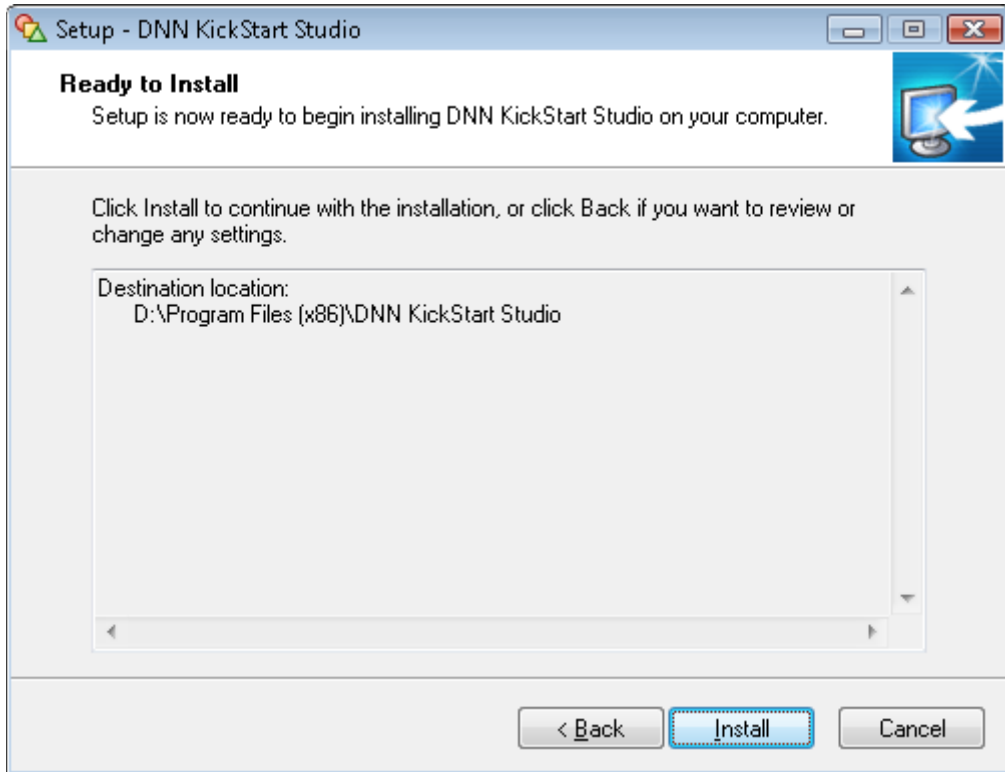 Setup - DNN KickStart Studio
Ready to Install
Setup is now ready to begin installing DNN KickStart Studio on your computer.
Click Install to continue with the installation, or click Back if you want to review or
change any settings.
Destination location:
D:\Program Files (x86)\DNN KickStart Studio
< Back
Install
Cancel